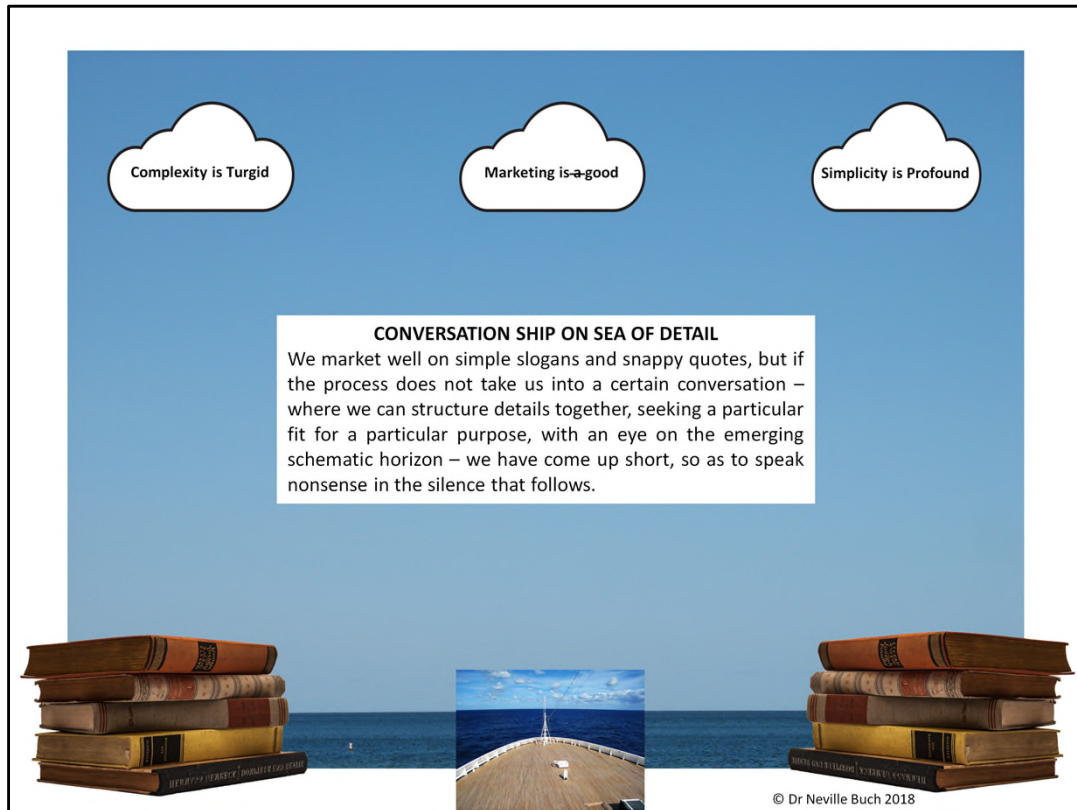 Complexity is Turgid
Marketing is a good
Simplicity is Profound
CONVERSATION SHIP ON SEA OF DETAIL
We market well on simple slogans and snappy quotes, but if
the process does not take us into a certain conversation –
where we can structure details together, seeking a particular
fit for a particular purpose, with an eye on the emerging
schematic horizon – we have come up short, so as to speak
nonsense in the silence that follows.
© Dr Neville Buch 2018